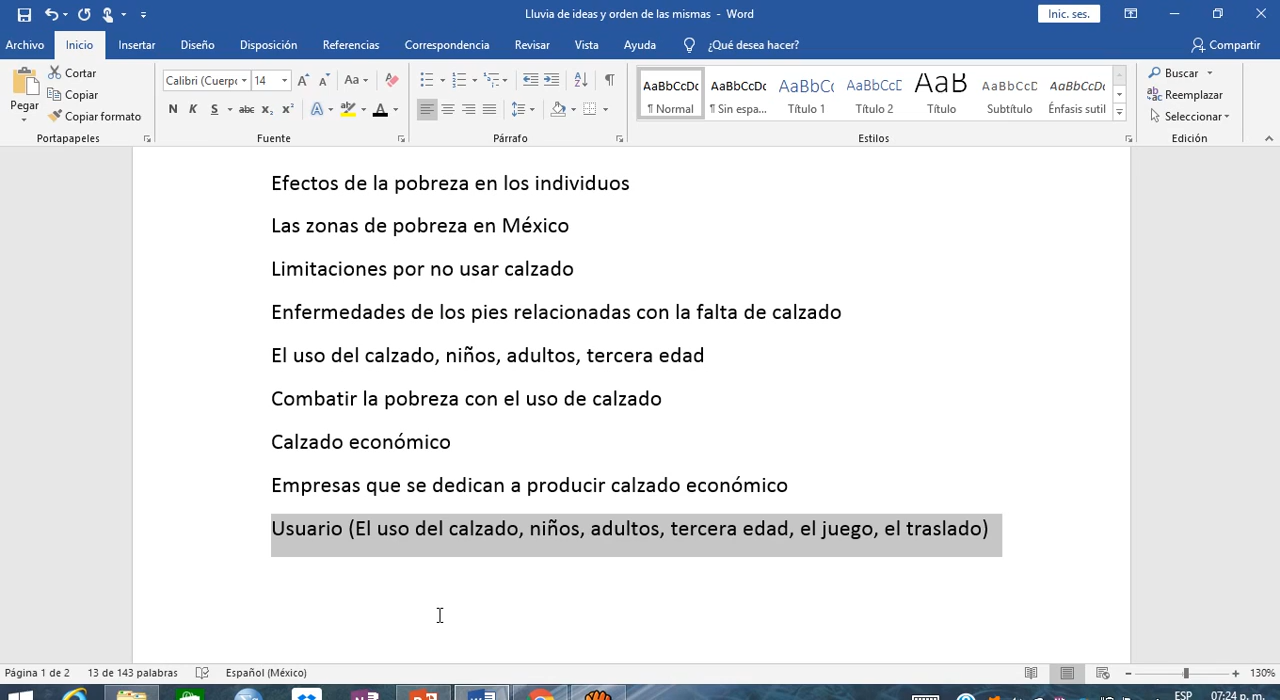 Lluvia de ideas y orden de las mismas - Word
Inic. ses.
Archivo Inicio Insertar Diseño Disposición Referencias Correspondencia Revisar Vista Ayuda ¿Qué desea hacer? Compartir
Pegar
Cortar
Copiar
Copiar formato
Portapapeles
Calibri (Cuerpo 14
Aa
N K S abc x₂ x² A
Fuente
Párrafo
AaBbCcDc AaBbCcDc AaBbCc AaBbCcD AaB AaBbCcD AaBbCcDc
¶ Normal ¶ Sin espa... Título 1 Título 2 Título Subtítulo Énfasis sutil
Estilos
Buscar
Reemplazar
Seleccionar
Edición
Efectos de la pobreza en los individuos
Las zonas de pobreza en México
Limitaciones por no usar calzado
Enfermedades de los pies relacionadas con la falta de calzado
El uso del calzado, niños, adultos, tercera edad
Combatir la pobreza con el uso de calzado
Calzado económico
Empresas que se dedican a producir calzado económico
Usuario (El uso del calzado, niños, adultos, tercera edad, el juego, el traslado)
Página 1 de 2 13 de 143 palabras Español (México) 130%
ESP 07:24 p. m.